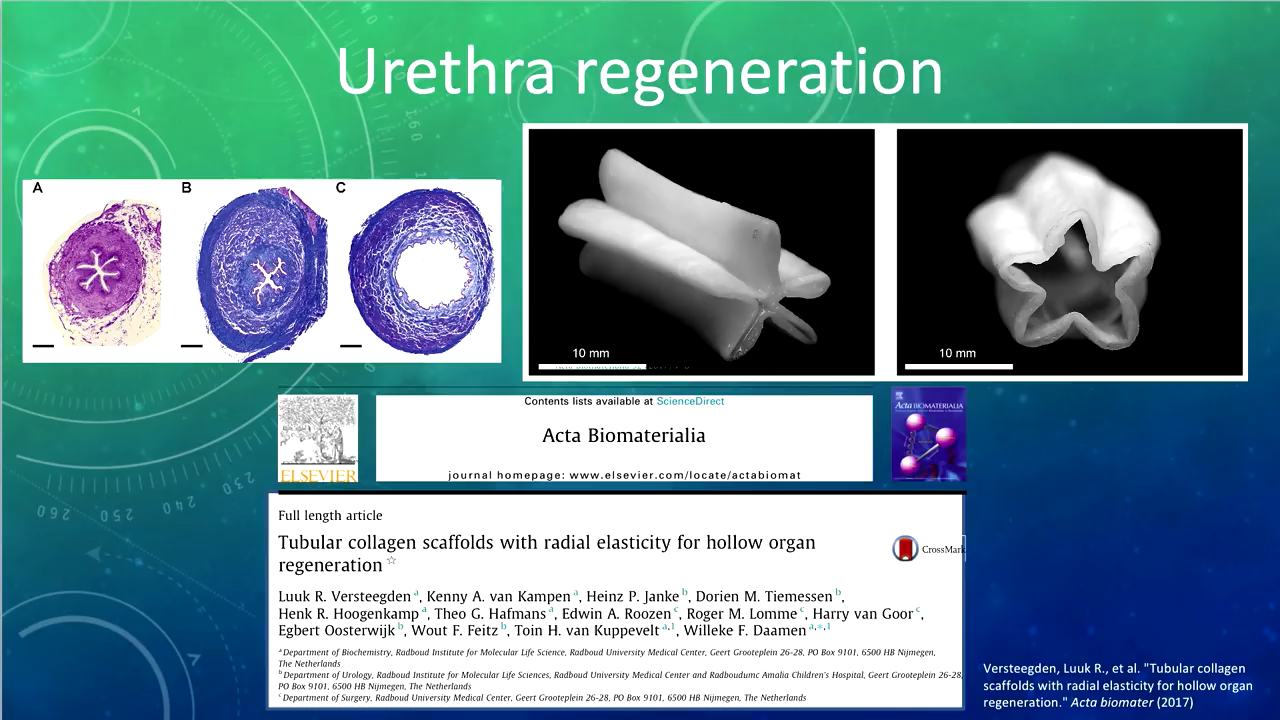 Urethra regeneration
A
B
C
10 mm
10 mm
Contents lists available at ScienceDirect
Acta Biomaterialia
journal homepage: www.elsevier.com/locate/actabiomat
ELSEVIER
Acta BIOMATERIALIA
Full length article
Tubular collagen scaffolds with radial elasticity for hollow organ
regeneration ☆
CrossMark
Luuk R. Versteegden a, Kenny A. van Kampen a, Heinz P. Janke b, Dorien M. Tiemessen b,
Henk R. Hoogenkamp a, Theo G. Hafmans a, Edwin A. Roozen c, Roger M. Lomme c, Harry van Goor c,
Egbert Oosterwijk b, Wout F. Feitz b, Toin H. van Kuppevelt a,1, Willeke F. Daamen a,*,1
a Department of Biochemistry, Radboud Institute for Molecular Life Science, Radboud University Medical Center, Geert Grooteplein 26-28, PO Box 9101, 6500 HB Nijmegen,
The Netherlands
b Department of Urology, Radboud Institute for Molecular Life Sciences, Radboud University Medical Center and Radboudumc Amalia Children's Hospital, Geert Grooteplein 26-28,
PO Box 9101, 6500 HB Nijmegen, The Netherlands
c Department of Surgery, Radboud University Medical Center, Geert Grooteplein 26-28, PO Box 9101, 6500 HB Nijmegen, The Netherlands
Versteegden, Luuk R., et al. "Tubular collagen
scaffolds with radial elasticity for hollow organ
regeneration." Acta biomater (2017)
160
230
240
250
260